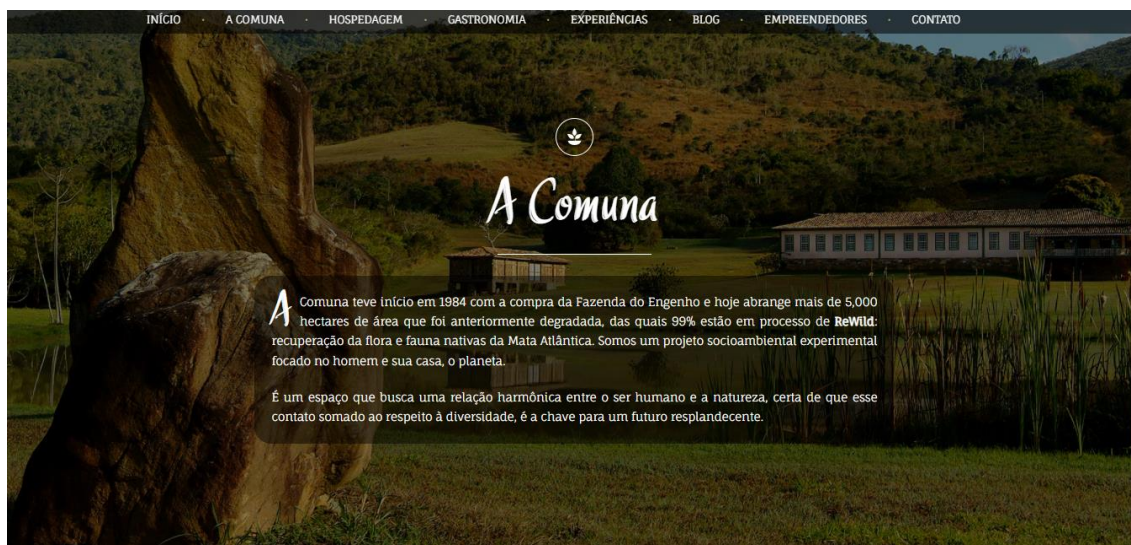 INÍCIO · A COMUNA · HOSPEDAGEM · GASTRONOMIA · EXPERIÊNCIAS · BLOG · EMPREENDEDORES · CONTATO
A Comuna
A Comuna teve início em 1984 com a compra da Fazenda do Engenho e hoje abrange mais de 5,000
hectares de área que foi anteriormente degradada, das quais 99% estão em processo de ReWild:
recuperação da flora e fauna nativas da Mata Atlântica. Somos um projeto socioambiental experimental
focado no homem e sua casa, o planeta.
É um espaço que busca uma relação harmônica entre o ser humano e a natureza, certa de que esse
contato somado ao respeito à diversidade, é a chave para um futuro resplandecente.